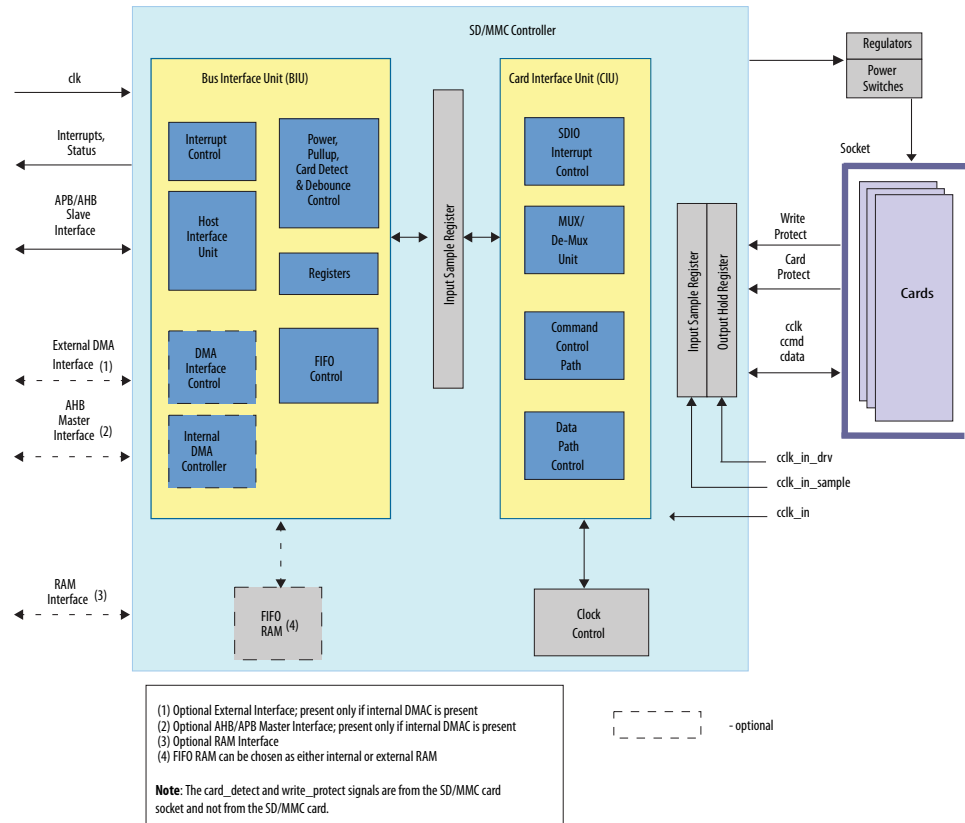 SD/MMC Controller
clk
Interrupts,
Status
APB/AHB
Slave
Interface
External DMA
Interface (1)
AHB
Master
Interface (2)
RAM
Interface (3)
Bus Interface Unit (BIU)
Interrupt
Control
Power,
Pullup,
Card Detect
& Debounce
Control
Host
Interface
Unit
Registers
DMA
Interface
Control
FIFO
Control
Internal
DMA
Controller
FIFO
RAM (4)
Input Sample Register
Card Interface Unit (CIU)
SDIO
Interrupt
Control
MUX/
De-Mux
Unit
Command
Control
Path
Data
Path
Control
Clock
Control
Input Sample Register
Output Hold Register
Regulators
Power
Switches
Socket
Write
Protect
Card
Protect
cclk
ccmd
cdata
Cards
cclk_in_drv
cclk_in_sample
cclk_in
(1) Optional External Interface; present only if internal DMAC is present
(2) Optional AHB/APB Master Interface; present only if internal DMAC is present
(3) Optional RAM Interface
(4) FIFO RAM can be chosen as either internal or external RAM
Note: The card_detect and write_protect signals are from the SD/MMC card
socket and not from the SD/MMC card.
- optional